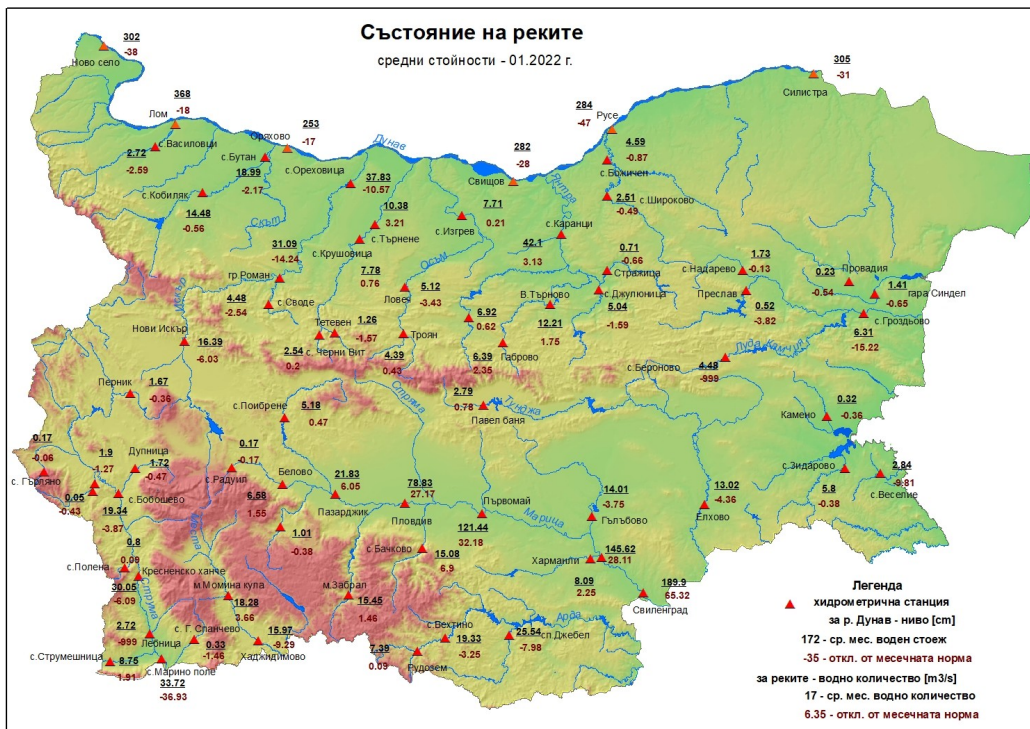 Състояние на реките
средни стойности - 01.2022 г.
302
-38
Ново село
305
-31
Силистра
368
-18
Лом
с.Василовци
2.72
-2.59
253
-17
Оряхово
с.Бутан
18.99
-2.17
Дунав
284
-47
Русе
4.59
-0.87
с.Божичен
282
-28
Свищов
с.Ореховица
37.83
-10.57
с.Кобиляк
14.48
-0.56
Скът
10.38
3.21
с.Търнене
7.71
0.21
с.Изгрев
Янтра
2.51
-0.49
с.Широково
с.Каранци
42.1
3.13
с.Крушовица
7.78
0.76
Осъм
31.09
-14.24
гр.Роман
Искър
0.71
-0.66
Стражица
с.Надарево
1.73
-0.13
0.23
-0.54
Провадия
1.41
-0.65
гара Синдел
4.48
-2.54
с.Своде
Ловеч
5.12
-3.43
В.Търново
12.21
1.75
с.Джулюница
5.04
-1.59
Преслав
0.52
-3.82
с.Гроздьово
6.31
-15.22
Нови Искър
16.39
-6.03
Тетевен
1.26
-1.57
2.54
0.2
с. Черни Вит
Троян
4.39
0.43
6.92
0.62
6.39
2.35
Габрово
Луда Камчия
с.Бероново
4.48
-999
Перник
1.67
-0.36
Стряма
2.79
0.78
Тунджа
Павел баня
с.Поибрене
5.18
0.47
0.32
-0.36
Камено
0.17
-0.06
с. Гърляно
1.9
-1.27
Дупница
1.72
-0.47
0.17
-0.17
с.Радуил
Белово
6.58
1.55
21.83
6.05
Пазарджик
78.83
27.17
Пловдив
Първомай
121.44
32.18
Марица
14.01
-3.75
Гълъбово
13.02
-4.36
Елхово
с.Зидарово
5.8
-0.38
2.84
-9.81
с.Веселие
0.05
-0.43
с.Бобошево
19.34
-3.87
1.01
-0.38
0.8
0.09
с.Полена
Кресненско ханче
30.05
-6.09
Струма
Места
м.Момина кула
18.28
3.66
с.Бачково
15.08
6.9
м.Забрал
15.45
1.46
Харманли
8.09
2.25
145.62
28.11
189.9
65.32
Свиленград
2.72
-999
Лебница
с. Г. Спанчево
0.33
-1.46
15.97
-9.29
Хаджидимово
с.Струмешница
8.75
1.91
с.Марино поле
33.72
-36.93
7.39
0.09
Рудозем
с.Вехтино
19.33
-3.25
25.54
-7.98
сп.Джебел
Арда
Легенда
хидрометрична станция
за р. Дунав - ниво [cm]
172 - ср. мес. воден стоеж
-35 - откл. от месечната норма
за реките - водно количество [m3/s]
17 - ср. мес. водно количество
6.35 - откл. от месечната норма